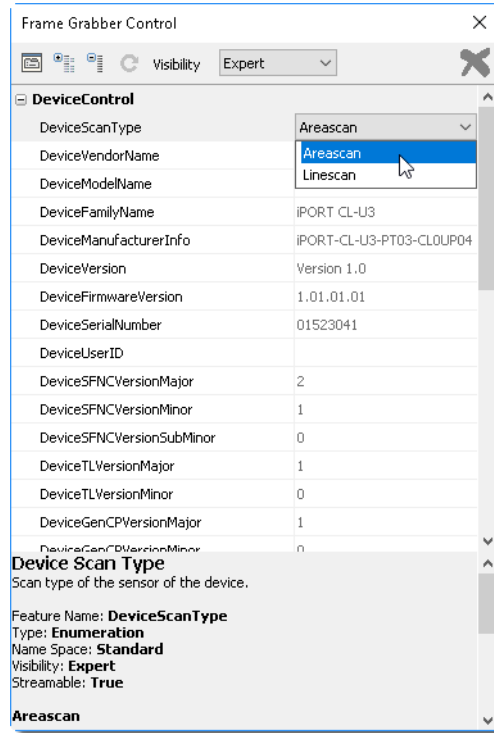 Frame Grabber Control
Visibility Expert
DeviceControl
DeviceScanType Areascan
DeviceVendorName Areascan
DeviceModelName Linescan
DeviceFamilyName iPORT CL-U3
DeviceManufacturerInfo iPORT-CL-U3-PT03-CL0UP04
DeviceVersion Version 1.0
DeviceFirmwareVersion 1.01.01.01
DeviceSerialNumber 01523041
DeviceUserID
DeviceSFNCVersionMajor 2
DeviceSFNCVersionMinor 1
DeviceSFNCVersionSubMinor 0
DeviceTLVersionMajor 1
DeviceTLVersionMinor 0
DeviceGenCPVersionMajor 1
DeviceGenCPVersionMinor 0
Device Scan Type
Scan type of the sensor of the device.
Feature Name: DeviceScanType
Type: Enumeration
Name Space: Standard
Visibility: Expert
Streamable: True
Areascan